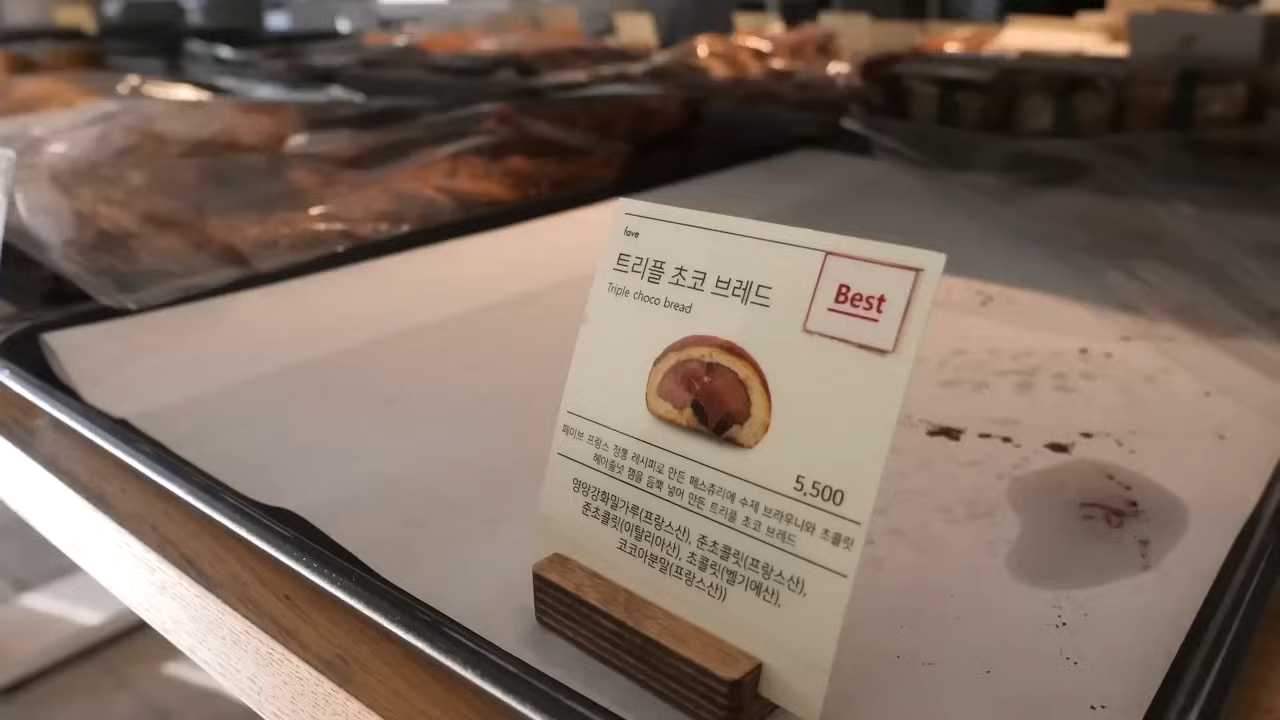 fave
트리플 초코 브레드
Triple choco bread
Best
5,500
페이브 프랑스 정통 레시피로 만든 페스츄리에 수제 브라우니와 초콜릿
헤이즐넛 잼을 듬뿍 넣어 만든 트리플 초코 브레드
영양강화밀가루(프랑스산), 준초콜릿(프랑스산),
준초콜릿(이탈리아산), 초콜릿(벨기에산),
코코아분말(프랑스산))